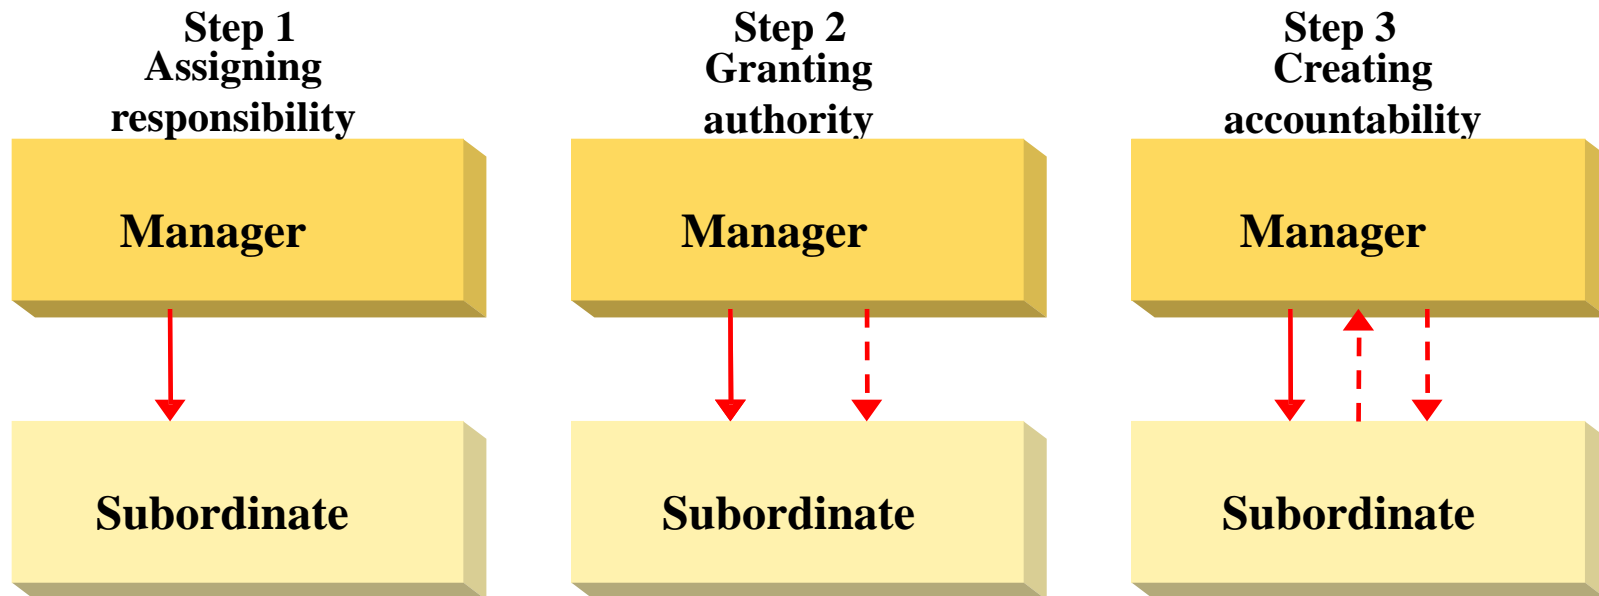 Step 1
Assigning
responsibility
Manager
Subordinate
Step 2
Granting
authority
Manager
Subordinate
Step 3
Creating
accountability
Manager
Subordinate